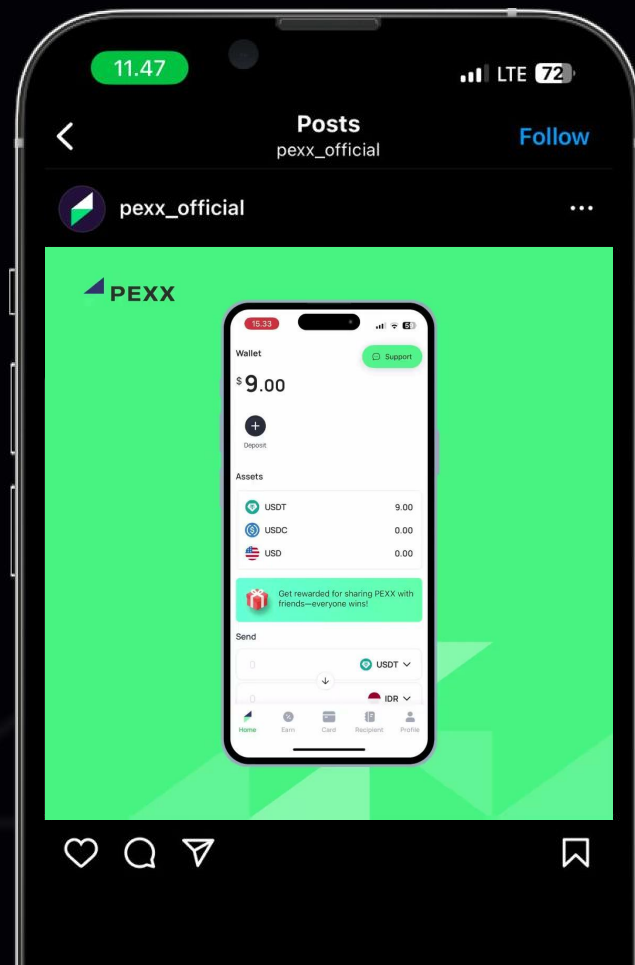 11.47
LTE 72
Posts
pexx_official
Follow
pexx_official
PEXX
15.33
Wallet
Support
$9.00
Deposit
Assets
USDT 9.00
USDC 0.00
USD 0.00
Get rewarded for sharing PEXX with
friends—everyone wins!
Send
0 USDT
0 IDR
Home Earn Card Recipient Profile